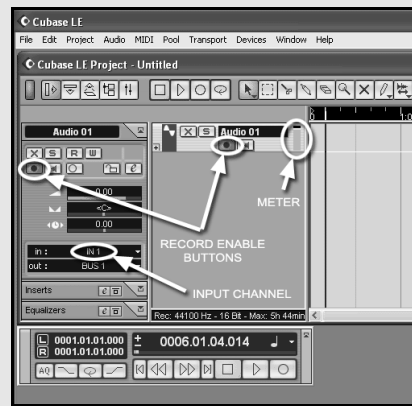 Cubase LE
File Edit Project Audio MIDI Pool Transport Devices Window Help
Cubase LE Project - Untitled
Audio 01
X S Audio 01
X S R W
0.00
METER
<C>
0.00
RECORD ENABLE
BUTTONS
in : IN 1
out : BUS 1
INPUT CHANNEL
Inserts
Equalizers
Rec: 44100 Hz - 16 Bit - Max: 5h 44min
L 0001.01.01.000
R 0001.01.01.000
0006.01.04.014
AQ